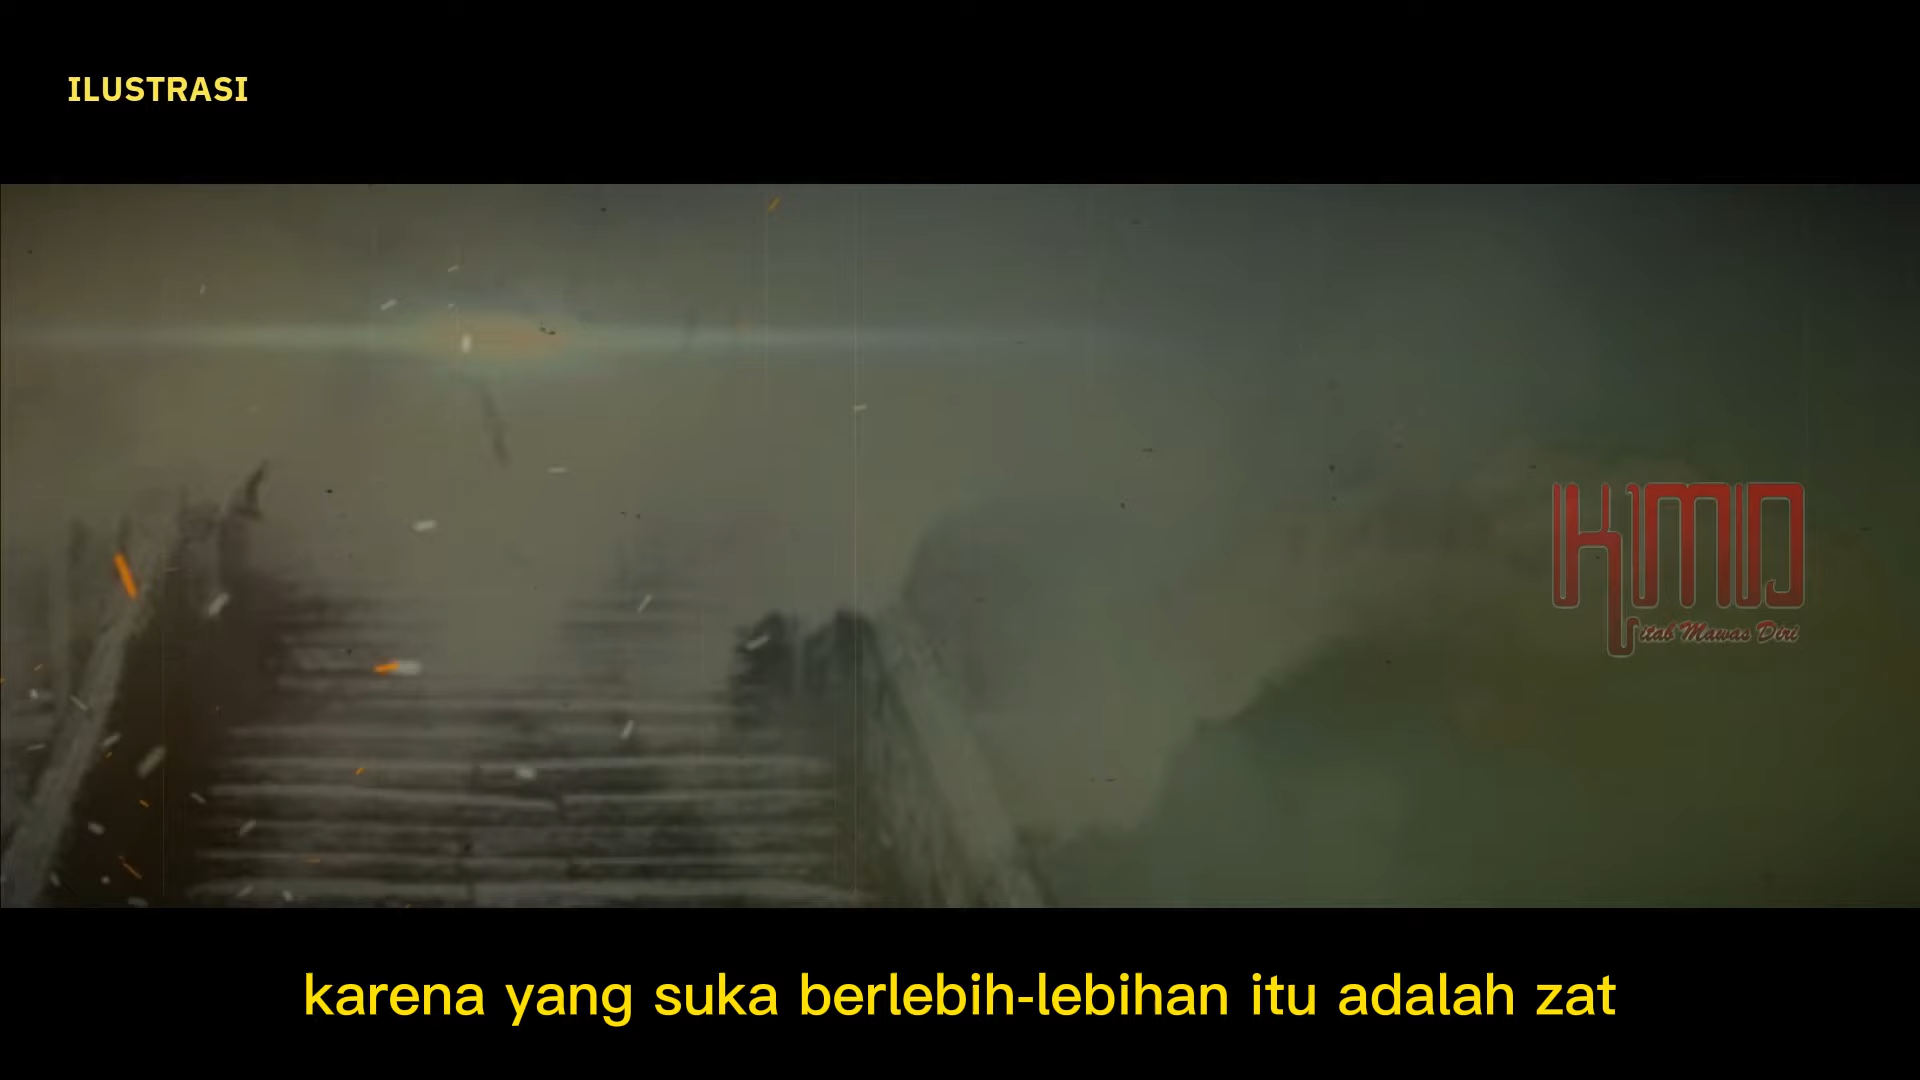 ILUSTRASI
KMD
Kitab Mawas Diri
karena yang suka berlebih-lebihan itu adalah zat